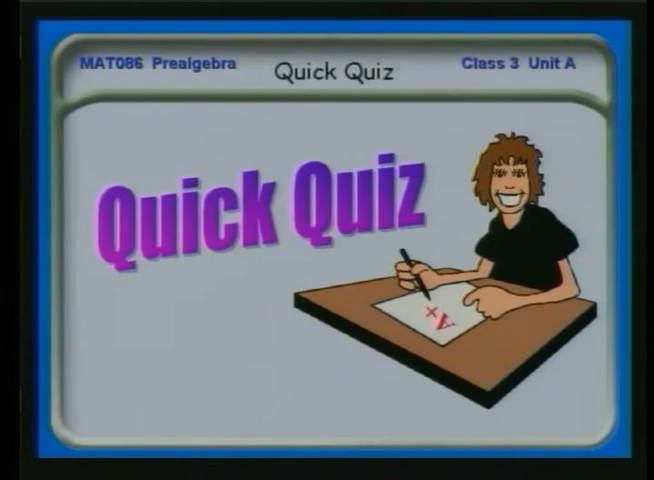 MAT086 Prealgebra
Quick Quiz
Class 3 Unit A
Quick Quiz
A+